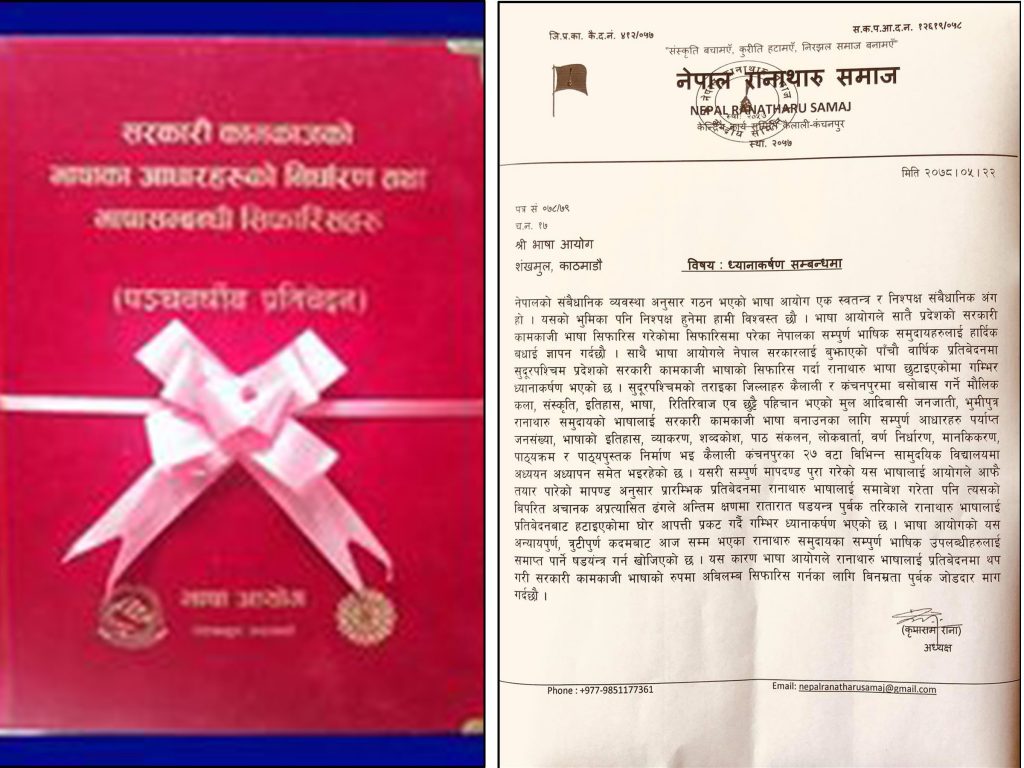 सरकारी कामकाजको
भाषाका आधारहरुको निर्धारण तथा
भाषासम्बन्धी सिफारिसहरु
(पञ्चवर्षीय प्रतिवेदन)
भाषा आयोग
जि.प्र.का. कै.द.नं. ४१२/०५७
स.क.प.आ.द.न. १२६१९/०५८
"संस्कृति बचामएँ, कुरीति हटामएँ, निरझल समाज बनामएँ"
नेपाल रानाथारु समाज
NEPAL RANATHARU SAMAJ
केन्द्रिय कार्य समिति कैलाली-कंचनपुर
स्था. २०५७
मिति २०७८।०५।२२
पत्र सं ०७८/७९
च.न. १७
श्री भाषा आयोग
शंखमुल, काठमाडौ
विषय : ध्यानाकर्षण सम्बन्धमा
नेपालको संबैधानिक व्यवस्था अनुसार गठन भएको भाषा आयोग एक स्वतन्त्र र निश्पक्ष संबैधानिक अंग
हो । यसको भुमिका पनि निश्पक्ष हुनेमा हामी विश्वस्त छौ । भाषा आयोगले सातै प्रदेशको सरकारी
कामकाजी भाषा सिफारिस गरेकोमा सिफारिसमा परेका नेपालका सम्पुर्ण भाषिक समुदायहरुलाई हार्दिक
बधाई ज्ञापन गर्दछौ । साथै भाषा आयोगले नेपाल सरकारलाई बुझाएको पाँचौ वार्षिक प्रतिवेदनमा
सुदूरपश्चिम प्रदेशको सरकारी कामकाजी भाषाको सिफारिस गर्दा रानाथारु भाषा छुटाइएकोमा गम्भिर
ध्यानाकर्षण भएको छ । सुदूरपश्चिमको तराइका जिल्लाहरु कैलाली र कंचनपुरमा बसोबास गर्ने मौलिक
कला, संस्कृति, इतिहास, भाषा, रितिरिवाज एव छुट्टै पहिचान भएको मुल आदिबासी जनजाती, भुमीपुत्र
रानाथारु समुदायको भाषालाई सरकारी कामकाजी भाषा बनाउनका लागि सम्पुर्ण आधारहरु पर्याप्त
जनसंख्या, भाषाको इतिहास, व्याकरण, शव्दकोश, पाठ संकलन, लोकवार्ता, वर्ण निर्धारण, मानकिकरण,
पाठ्यक्रम र पाठ्यपुस्तक निर्माण भइ कैलाली कंचनपुरका २७ वटा विभिन्न सामुदयिक विद्यालयमा
अध्ययन अध्यापन समेत भइरहेको छ । यसरी सम्पुर्ण मापदण्ड पुरा गरेको यस भाषालाई आयोगले आफै
तयार पारेको मापण्ड अनुसार प्रारम्भिक प्रतिबेदनमा रानाथारु भाषालाई समावेश गरेता पनि त्यसको
बिपरित अचानक अप्रत्यासित ढंगले अन्तिम क्षणमा रातारात षडयन्त्र पुर्बक तरिकाले रानाथारु भाषालाई
प्रतिबेदनबाट हटाइएकोमा घोर आपत्ती प्रकट गर्दै गम्भिर ध्यानाकर्षण भएको छ । भाषा आयोगको यस
अन्यायपुर्ण, त्रुटीपुर्ण कदमबाट आज सम्म भएका रानाथारु समुदायका सम्पुर्ण भाषिक उपलब्धीहरुलाई
समाप्त पार्ने षडयंन्त्र गर्न खोजिएको छ । यस कारण भाषा आयोगले रानाथारु भाषालाई प्रतिवेदनमा थप
गरी सरकारी कामकाजी भाषाको रुपमा अबिलम्ब सिफारिस गर्नका लागि बिनम्रता पुर्बक जोडदार माग
गर्दछौ ।
(कृपाराम राना)
अध्यक्ष
Phone : +977-9851177361
Email: nepalranatharusamaj@gmail.com